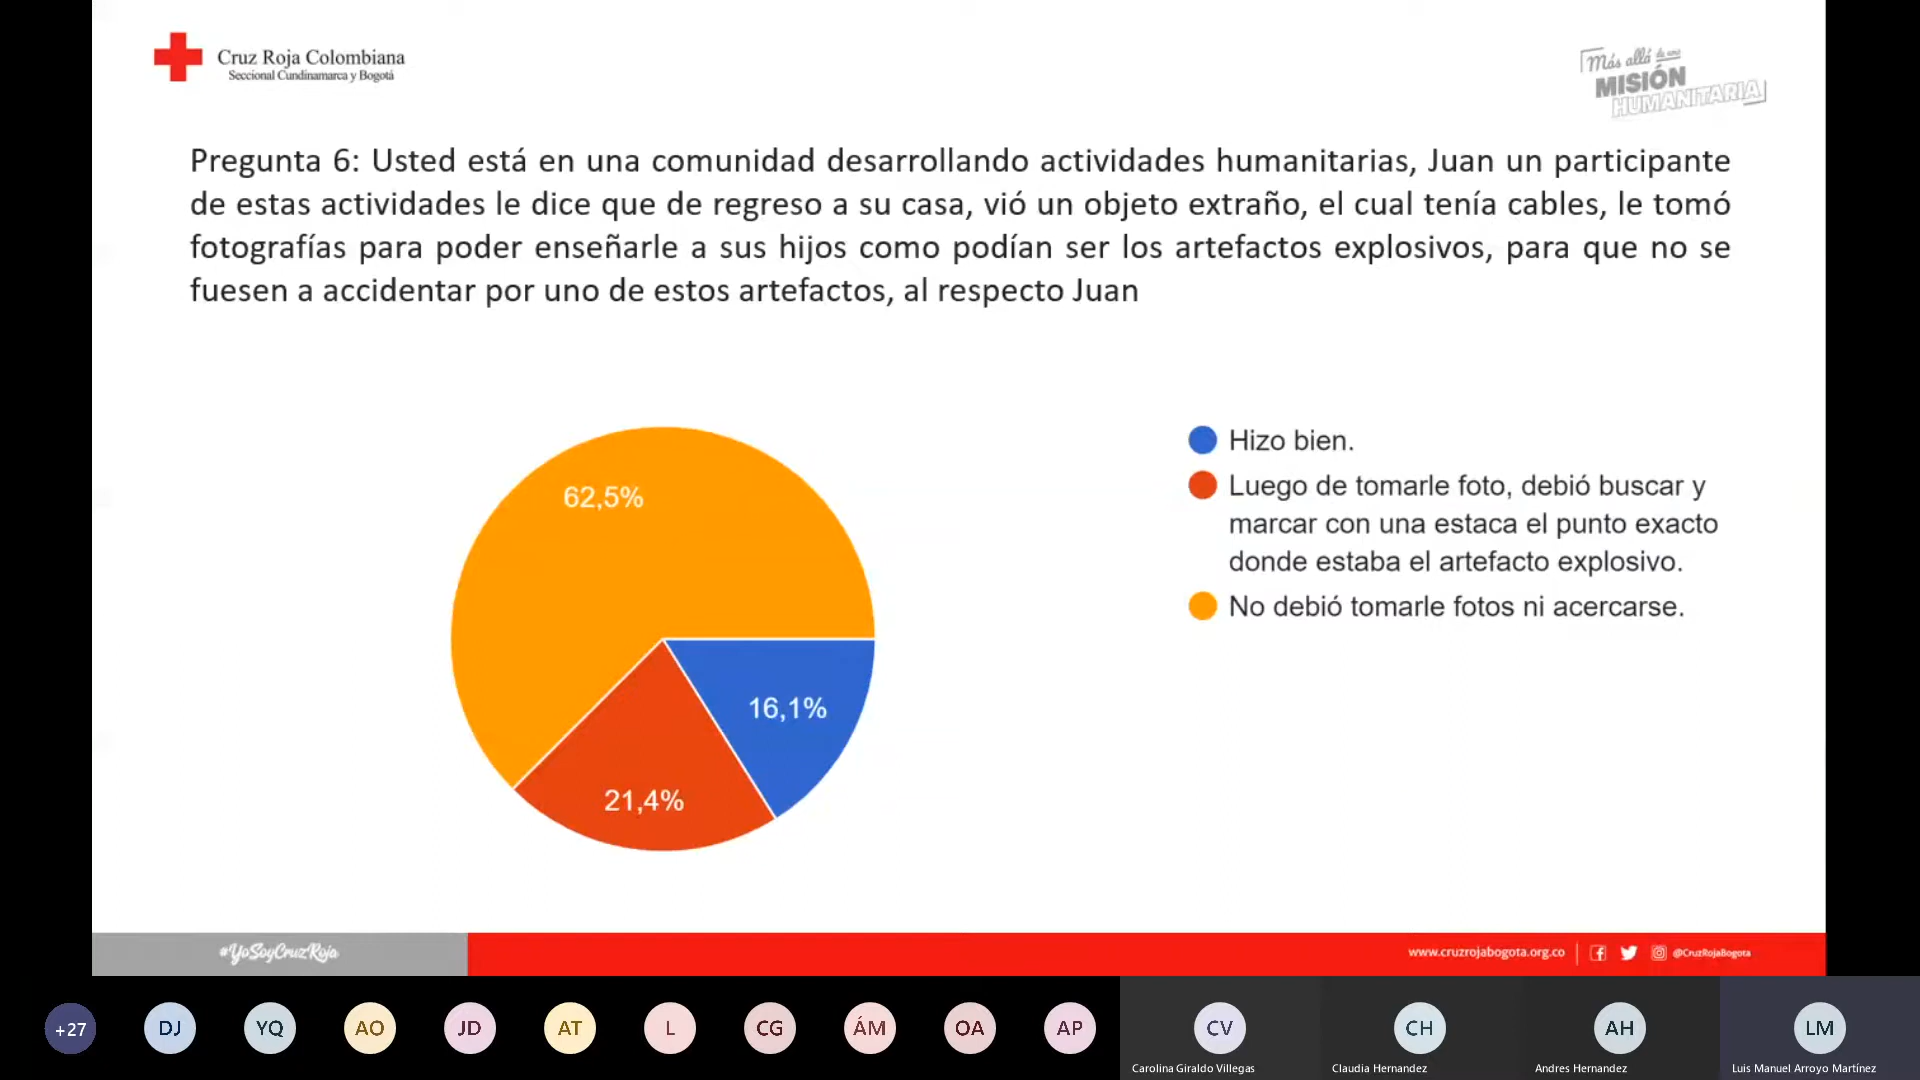 Cruz Roja Colombiana
Seccional Cundinamarca y Bogotá
Más allá de una
MISIÓN
HUMANITARIA
Pregunta 6: Usted está en una comunidad desarrollando actividades humanitarias, Juan un participante
de estas actividades le dice que de regreso a su casa, vió un objeto extraño, el cual tenía cables, le tomó
fotografías para poder enseñarle a sus hijos como podían ser los artefactos explosivos, para que no se
fuesen a accidentar por uno de estos artefactos, al respecto Juan
62,5%
16,1%
21,4%
Hizo bien.
Luego de tomarle foto, debió buscar y
marcar con una estaca el punto exacto
donde estaba el artefacto explosivo.
No debió tomarle fotos ni acercarse.
#YoSoyCruzRoja
www.cruzrojabogota.org.co
@CruzRojaBogota
+27
DJ
YQ
AO
JD
AT
L
CG
ÁM
OA
AP
CV
CH
AH
LM
Carolina Giraldo Villegas
Claudia Hernandez
Andres Hernandez
Luis Manuel Arroyo Martínez